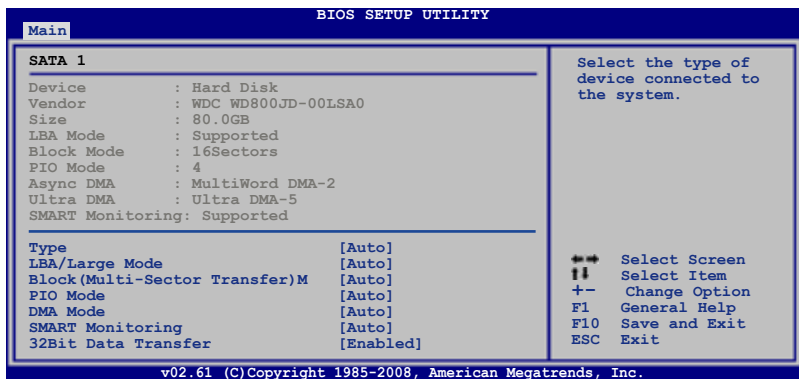 BIOS SETUP UTILITY
Main
SATA 1
Device : Hard Disk
Vendor : WDC WD800JD-00LSA0
Size : 80.0GB
LBA Mode : Supported
Block Mode : 16Sectors
PIO Mode : 4
Async DMA : MultiWord DMA-2
Ultra DMA : Ultra DMA-5
SMART Monitoring: Supported
Type [Auto]
LBA/Large Mode [Auto]
Block(Multi-Sector Transfer)M [Auto]
PIO Mode [Auto]
DMA Mode [Auto]
SMART Monitoring [Auto]
32Bit Data Transfer [Enabled]
Select the type of
device connected to
the system.
←→ Select Screen
↑↓ Select Item
+- Change Option
F1 General Help
F10 Save and Exit
ESC Exit
v02.61 (C)Copyright 1985-2008, American Megatrends, Inc.